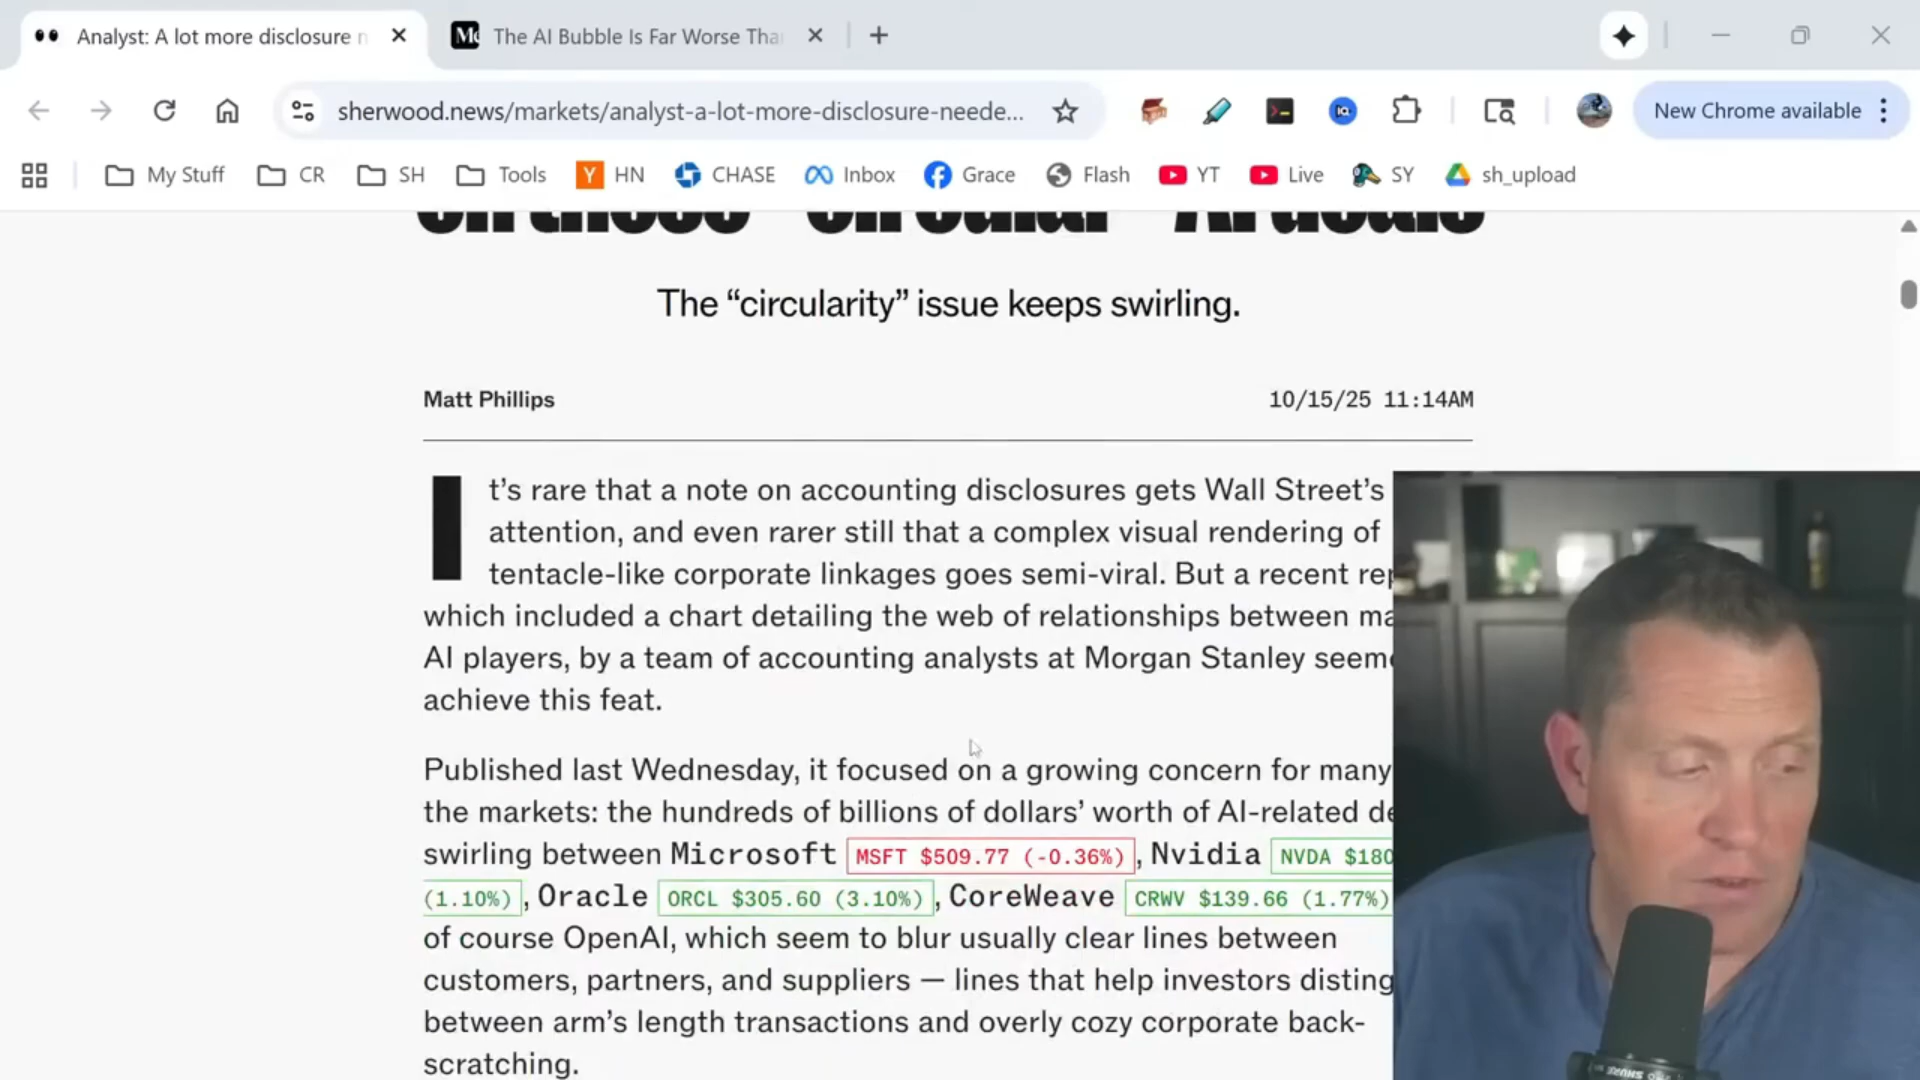 Analyst: A lot more disclosure n
The AI Bubble Is Far Worse Tha
sherwood.news/markets/analyst-a-lot-more-disclosure-neede...
New Chrome available
My Stuff
CR
SH
Tools
HN
CHASE
Inbox
Grace
Flash
YT
Live
SY
sh_upload
The “circularity” issue keeps swirling.
Matt Phillips
10/15/25 11:14AM
It’s rare that a note on accounting disclosures gets Wall Street’s
attention, and even rarer still that a complex visual rendering of
tentacle-like corporate linkages goes semi-viral. But a recent rep
which included a chart detailing the web of relationships between ma
AI players, by a team of accounting analysts at Morgan Stanley seeme
achieve this feat.
Published last Wednesday, it focused on a growing concern for many
the markets: the hundreds of billions of dollars’ worth of AI-related de
swirling between Microsoft MSFT $509.77 (-0.36%), Nvidia NVDA $180
(1.10%), Oracle ORCL $305.60 (3.10%), CoreWeave CRWV $139.66 (1.77%)
of course OpenAI, which seem to blur usually clear lines between
customers, partners, and suppliers — lines that help investors disting
between arm’s length transactions and overly cozy corporate back-
scratching.